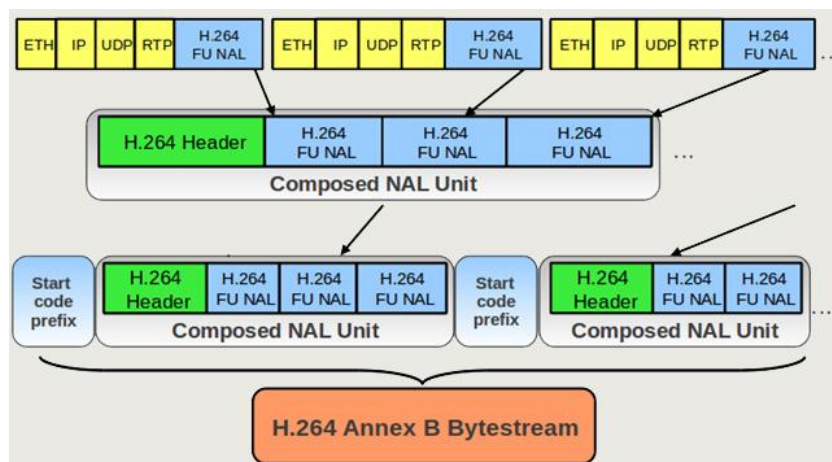 ETH IP UDP RTP H.264 FU NAL ETH IP UDP RTP H.264 FU NAL ETH IP UDP RTP H.264 FU NAL ...
H.264 Header H.264 FU NAL H.264 FU NAL H.264 FU NAL ...
Composed NAL Unit
Start code prefix H.264 Header H.264 FU NAL H.264 FU NAL H.264 FU NAL Start code prefix H.264 Header H.264 FU NAL H.264 FU NAL ...
Composed NAL Unit Composed NAL Unit
H.264 Annex B Bytestream